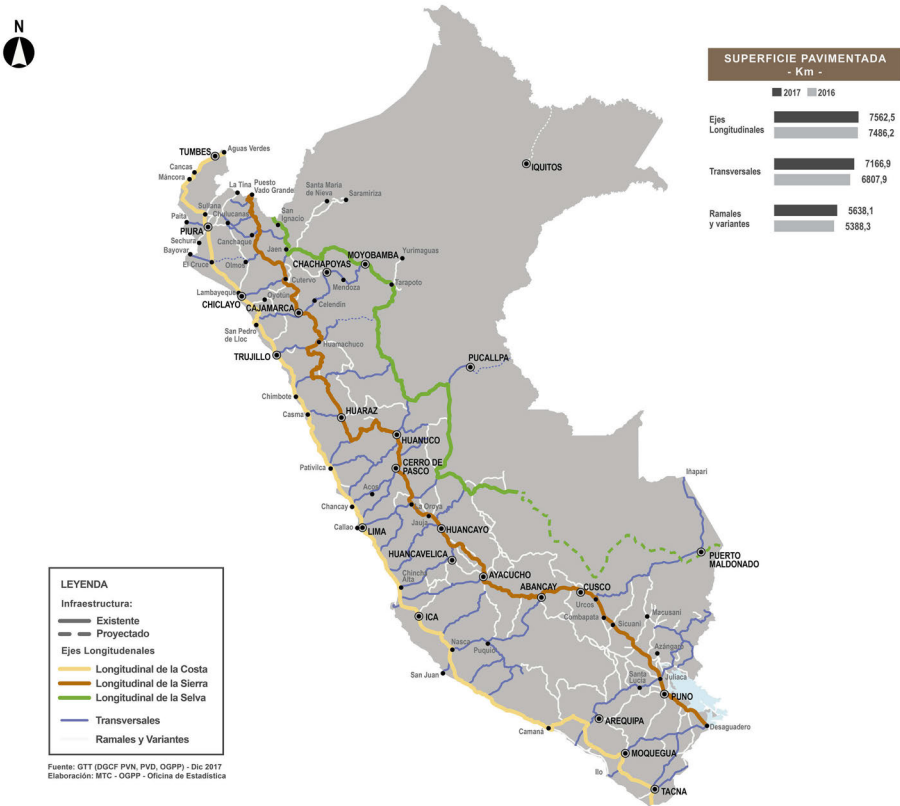 N
SUPERFICIE PAVIMENTADA
- Km -
2017 2016
Ejes
Longitudinales
7562,5
7486,2
Transversales
7166,9
6807,9
Ramales
y variantes
5638,1
5388,3
TUMBES
Aguas Verdes
Cancas
Máncora
La Tina
Puesto
Vado Grande
Santa Maria
de Nieva
Saramiriza
IQUITOS
Sullana
Chulucanas
San
Ignacio
Paita
PIURA
Sechura
Canchaque
Bayovar
El Cruce
Olmos
Jaen
MOYOBAMBA
Yurimaguas
CHACHAPOYAS
Mendoza
Tarapoto
Cutervo
Lambayeque
Oyotún
CHICLAYO
CAJAMARCA
Celendín
San Pedro
de Lloc
Huamachuco
TRUJILLO
PUCALLPA
Chimbote
Casma
HUARAZ
HUANUCO
CERRO DE
PASCO
Pativilca
Acos
Iñapari
Chancay
La Oroya
Jauja
Callao
LIMA
HUANCAYO
HUANCAVELICA
PUERTO
MALDONADO
Chincha
Alta
AYACUCHO
ABANCAY
CUSCO
Urcos
ICA
Combapata
Macusani
Sicuani
Nasca
Puquio
Azángaro
San Juan
Santa
Lucía
Juliaca
PUNO
Camaná
AREQUIPA
Desaguadero
MOQUEGUA
Ilo
TACNA
LEYENDA
Infraestructura:
Existente
Proyectado
Ejes Longitudenales
Longitudinal de la Costa
Longitudinal de la Sierra
Longitudinal de la Selva
Transversales
Ramales y Variantes
Fuente: GTT (DGCF PVN, PVD, OGPP) - Dic 2017
Elaboración: MTC - OGPP - Oficina de Estadística